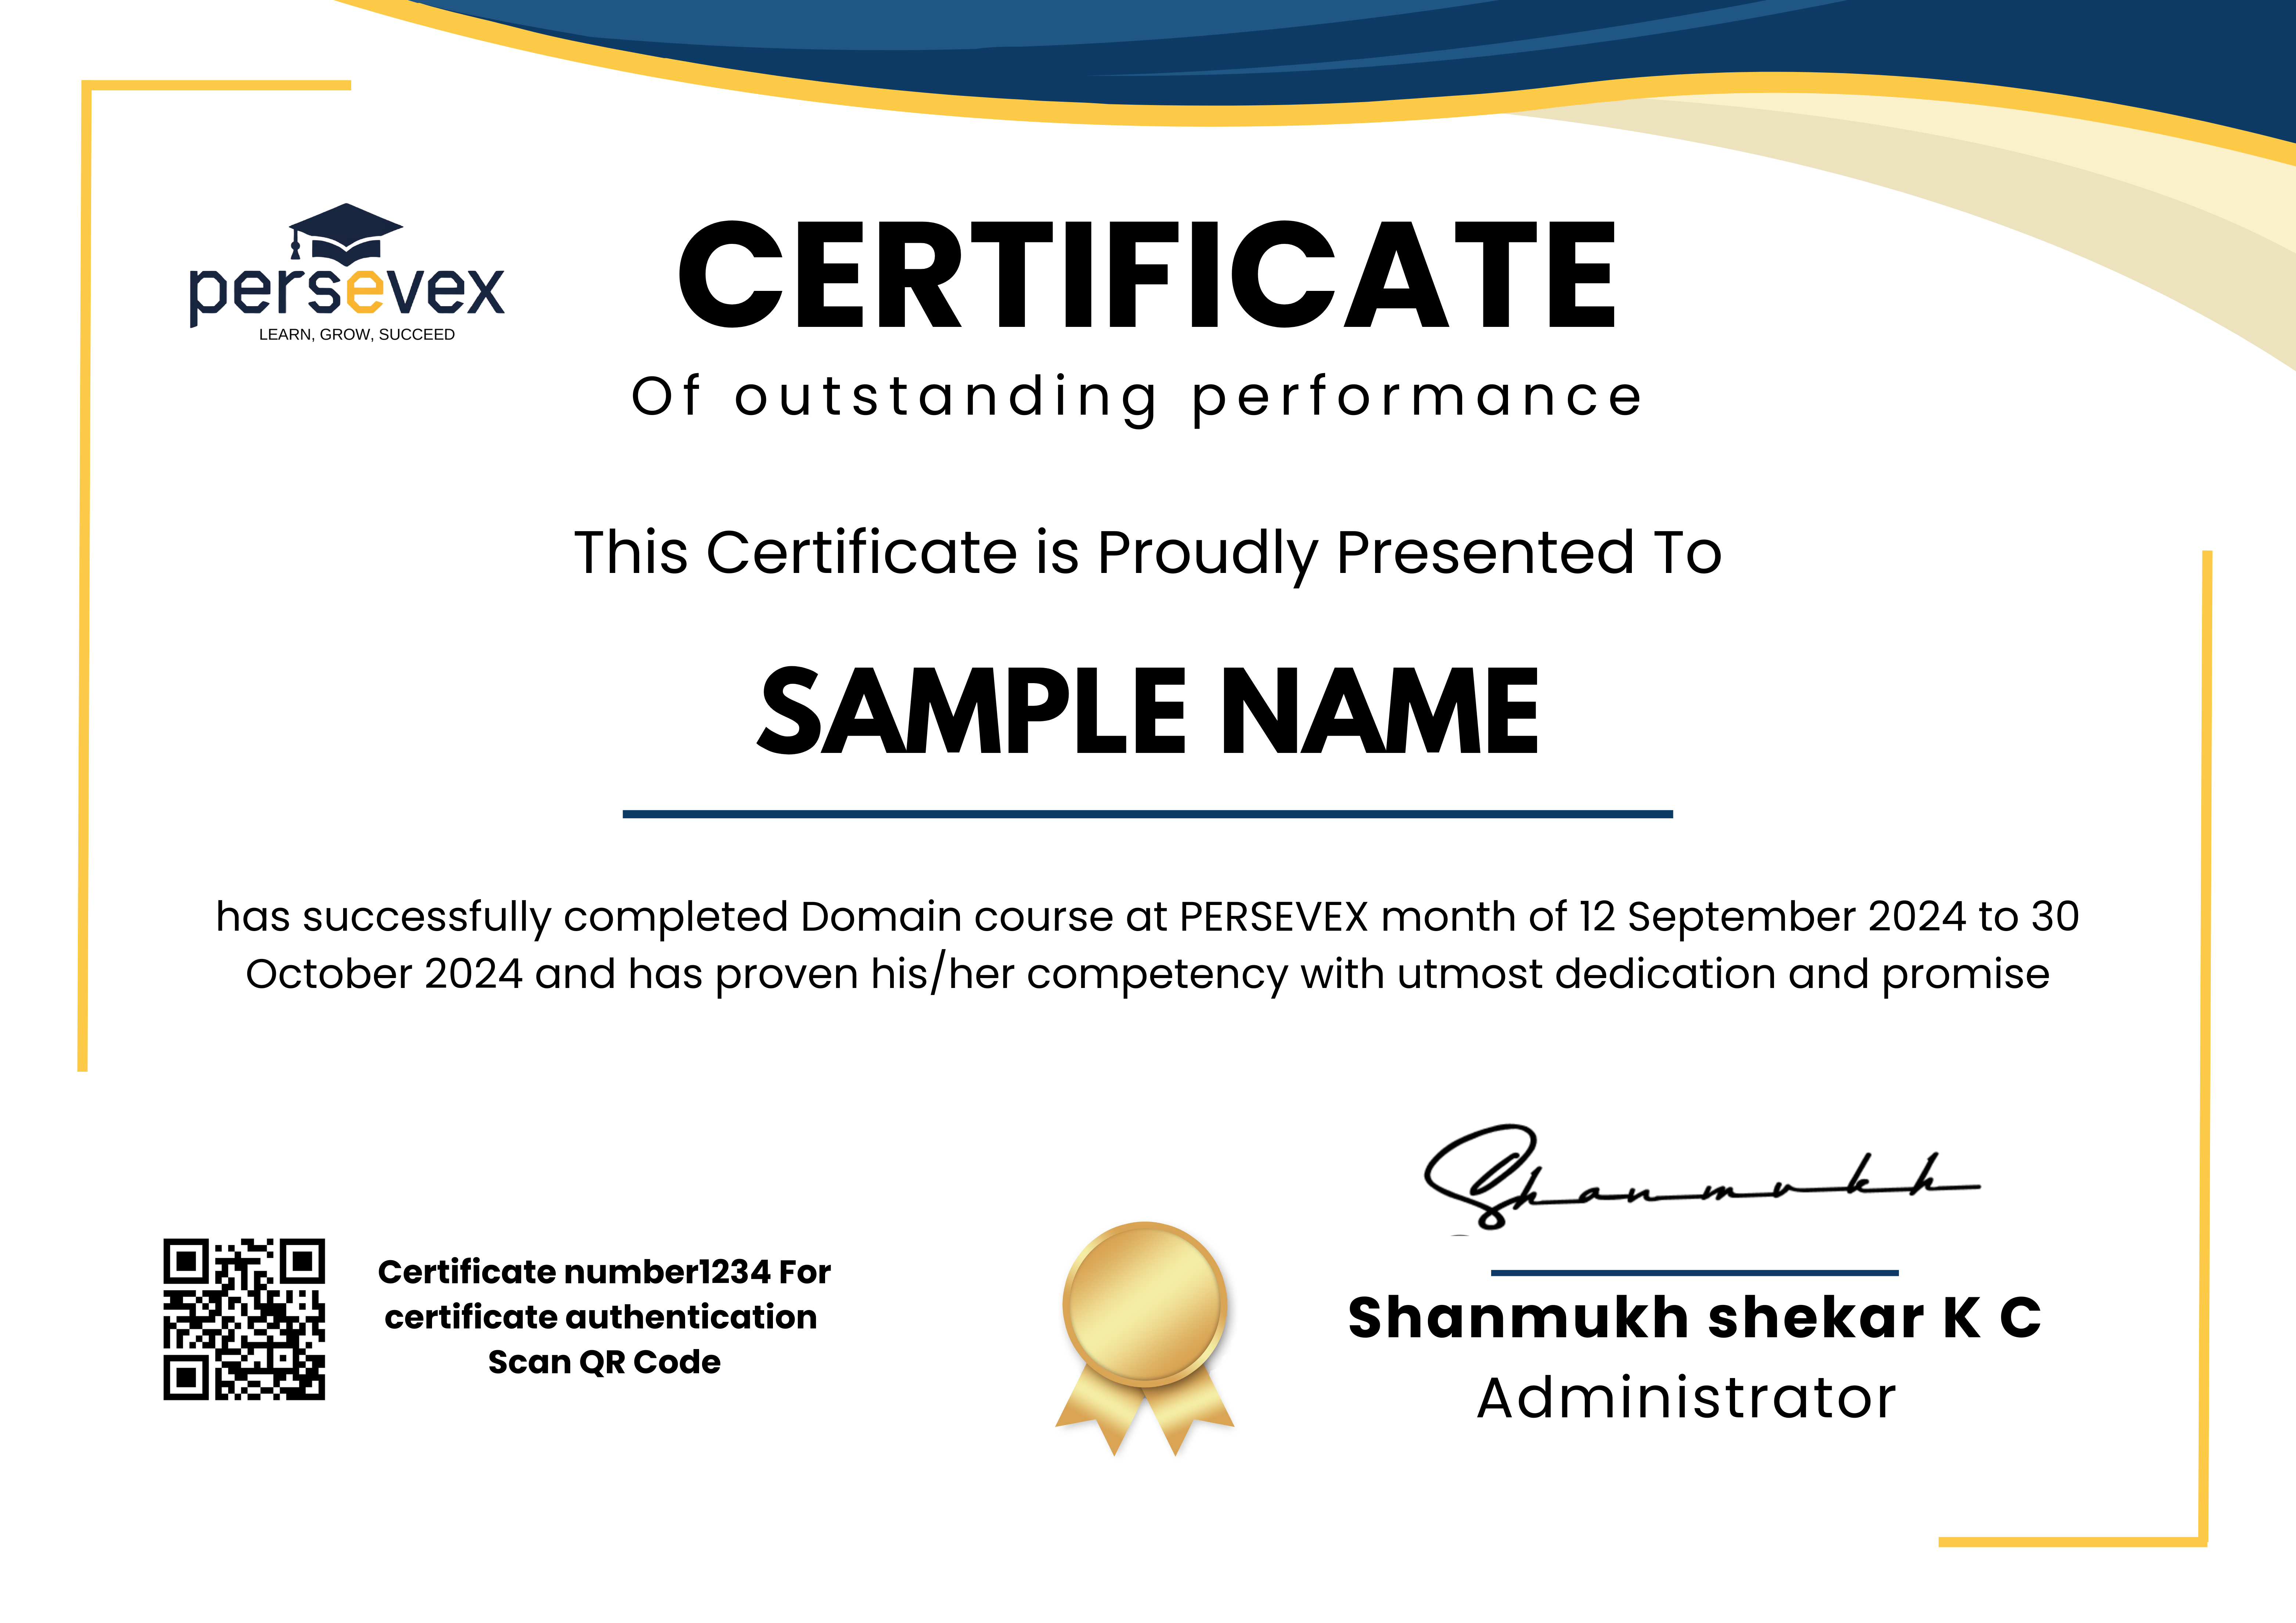 persevex
LEARN, GROW, SUCCEED
CERTIFICATE
Of outstanding performance
This Certificate is Proudly Presented To
SAMPLE NAME
has successfully completed Domain course at PERSEVEX month of 12 September 2024 to 30
October 2024 and has proven his/her competency with utmost dedication and promise
Certificate number1234 For
certificate authentication
Scan QR Code
Shanmukh
Shanmukh shekar K C
Administrator